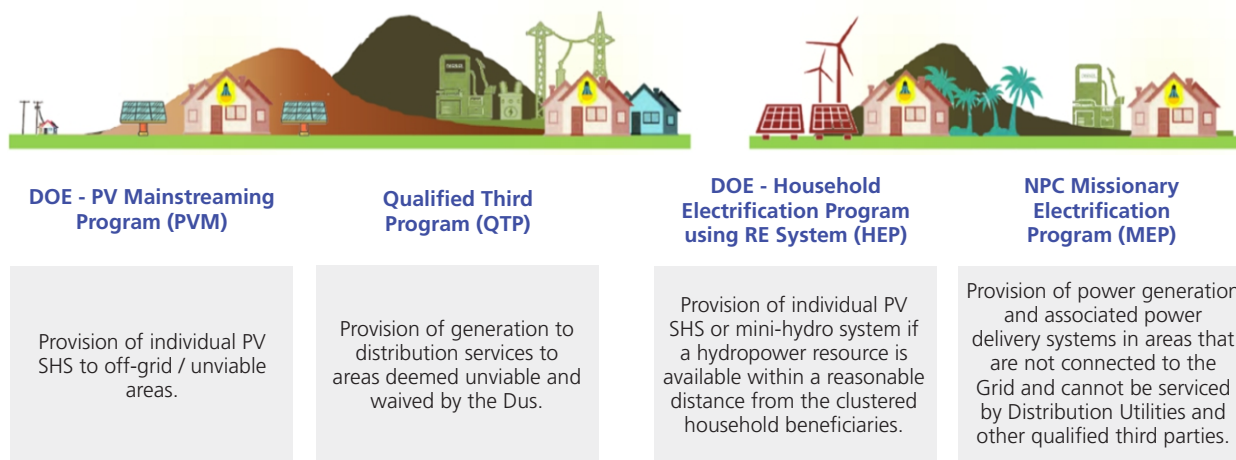 DOE - PV Mainstreaming
Program (PVM)
Provision of individual PV
SHS to off-grid / unviable
areas.
Qualified Third
Program (QTP)
Provision of generation to
distribution services to
areas deemed unviable and
waived by the Dus.
DOE - Household
Electrification Program
using RE System (HEP)
Provision of individual PV
SHS or mini-hydro system if
a hydropower resource is
available within a reasonable
distance from the clustered
household beneficiaries.
NPC Missionary
Electrification
Program (MEP)
Provision of power generation
and associated power
delivery systems in areas that
are not connected to the
Grid and cannot be serviced
by Distribution Utilities and
other qualified third parties.